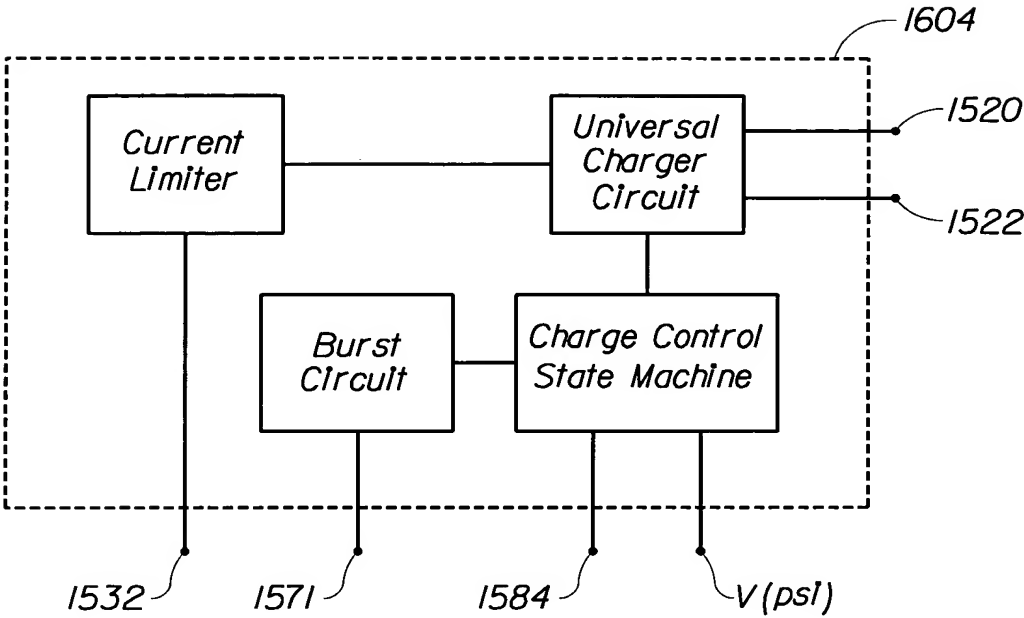 1604
Current
Limiter
Universal
Charger
Circuit
1520
1522
Burst
Circuit
Charge Control
State Machine
1532
1571
1584
V(psi)